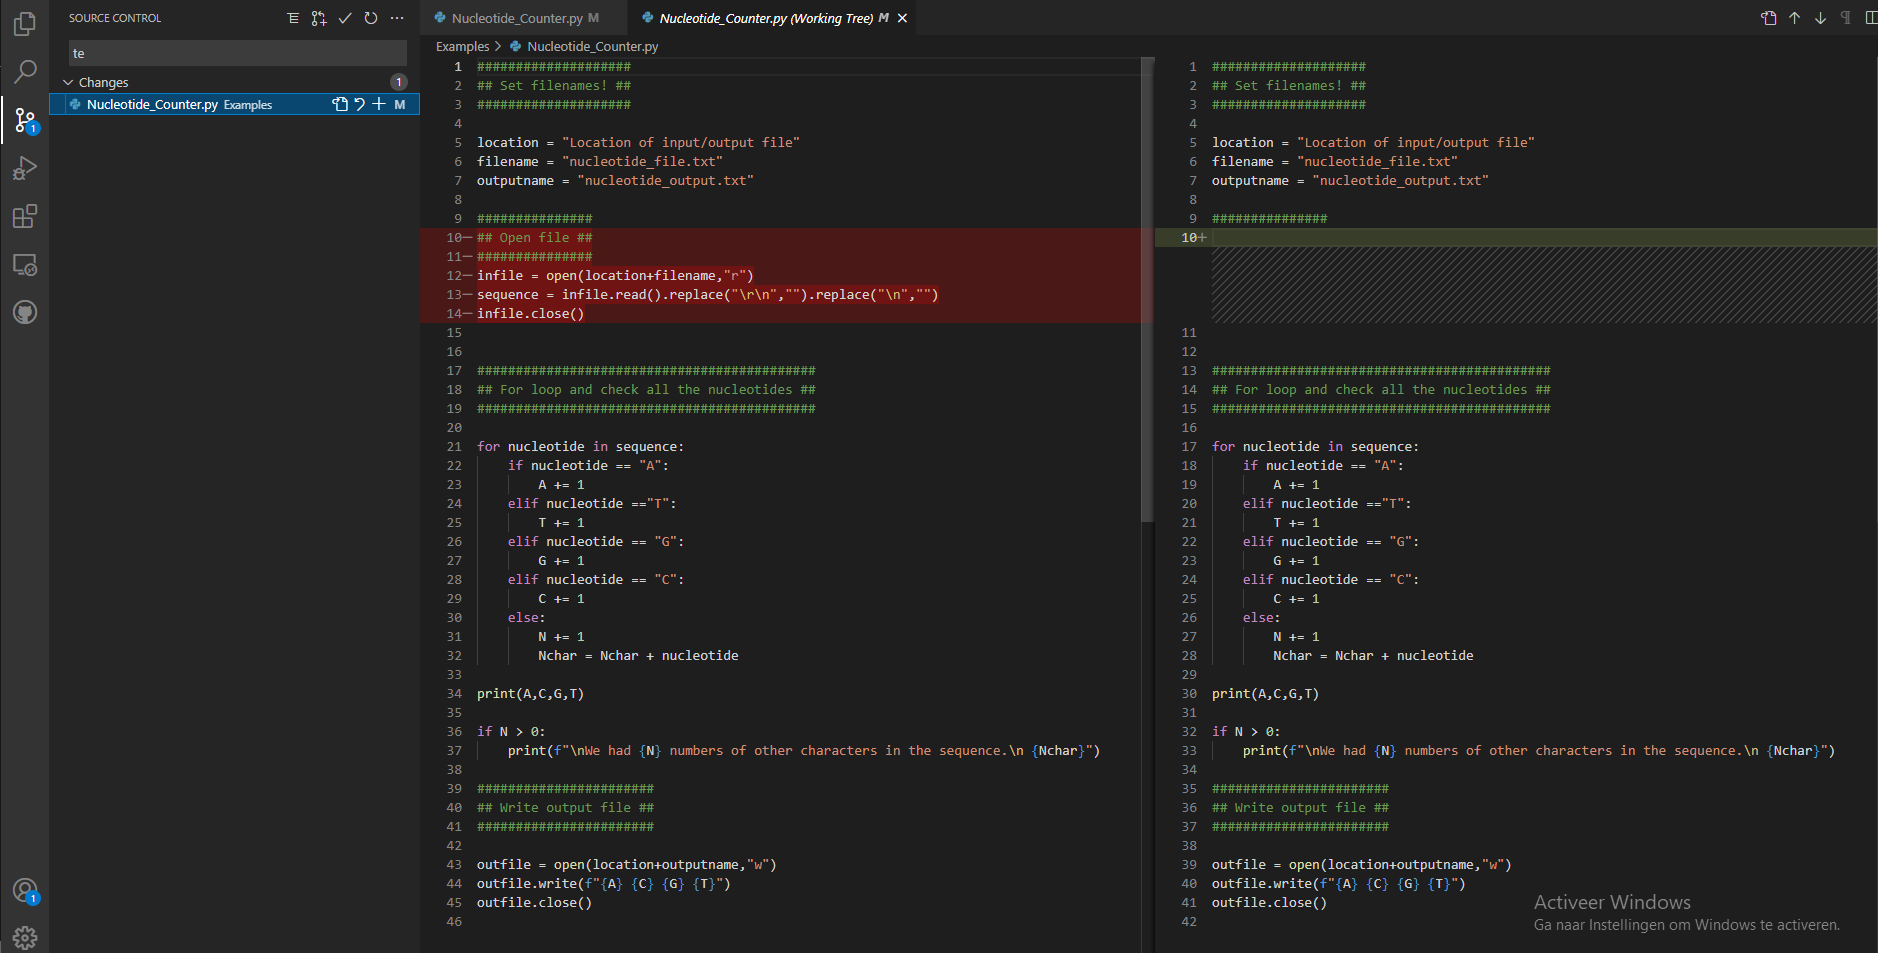 SOURCE CONTROL
te
Changes 1
Nucleotide_Counter.py Examples M
1
1
Nucleotide_Counter.py M
Nucleotide_Counter.py (Working Tree) M
Examples > Nucleotide_Counter.py
1 ####################
2 ## Set filenames! ##
3 ####################
4
5 location = "Location of input/output file"
6 filename = "nucleotide_file.txt"
7 outputname = "nucleotide_output.txt"
8
9 ###############
10— ## Open file ##
11— ###############
12— infile = open(location+filename,"r")
13— sequence = infile.read().replace("\r\n","").replace("\n","")
14— infile.close()
15
16
17 ############################################
18 ## For loop and check all the nucleotides ##
19 ############################################
20
21 for nucleotide in sequence:
22 if nucleotide == "A":
23 A += 1
24 elif nucleotide =="T":
25 T += 1
26 elif nucleotide == "G":
27 G += 1
28 elif nucleotide == "C":
29 C += 1
30 else:
31 N += 1
32 Nchar = Nchar + nucleotide
33
34 print(A,C,G,T)
35
36 if N > 0:
37 print(f"\nWe had {N} numbers of other characters in the sequence.\n {Nchar}")
38
39 #######################
40 ## Write output file ##
41 #######################
42
43 outfile = open(location+outputname,"w")
44 outfile.write(f"{A} {C} {G} {T}")
45 outfile.close()
46
1 ####################
2 ## Set filenames! ##
3 ####################
4
5 location = "Location of input/output file"
6 filename = "nucleotide_file.txt"
7 outputname = "nucleotide_output.txt"
8
9 ###############
10+
11
12
13 ############################################
14 ## For loop and check all the nucleotides ##
15 ############################################
16
17 for nucleotide in sequence:
18 if nucleotide == "A":
19 A += 1
20 elif nucleotide =="T":
21 T += 1
22 elif nucleotide == "G":
23 G += 1
24 elif nucleotide == "C":
25 C += 1
26 else:
27 N += 1
28 Nchar = Nchar + nucleotide
29
30 print(A,C,G,T)
31
32 if N > 0:
33 print(f"\nWe had {N} numbers of other characters in the sequence.\n {Nchar}")
34
35 #######################
36 ## Write output file ##
37 #######################
38
39 outfile = open(location+outputname,"w")
40 outfile.write(f"{A} {C} {G} {T}")
41 outfile.close()
42
Activeer Windows
Ga naar Instellingen om Windows te activeren.